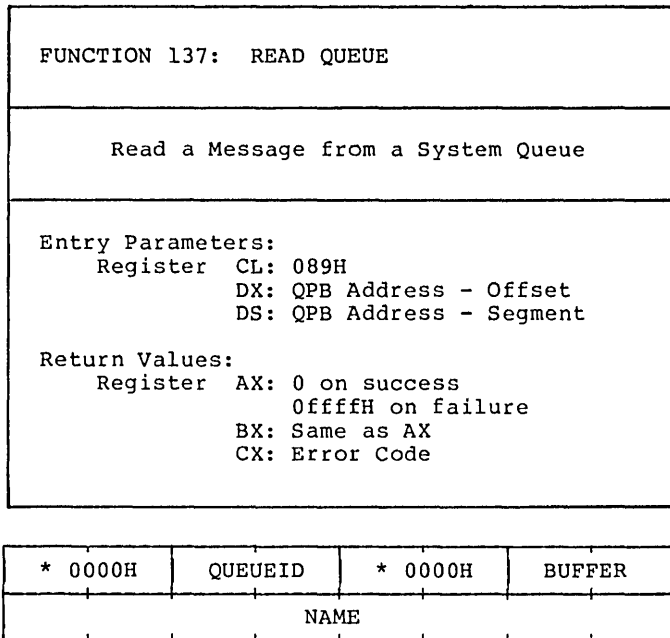 FUNCTION 137: READ QUEUE
Read a Message from a System Queue
Entry Parameters:
Register CL: 089H
DX: QPB Address - Offset
DS: QPB Address - Segment
Return Values:
Register AX: 0 on success
0ffffH on failure
BX: Same as AX
CX: Error Code
* 0000H QUEUEID * 0000H BUFFER
NAME